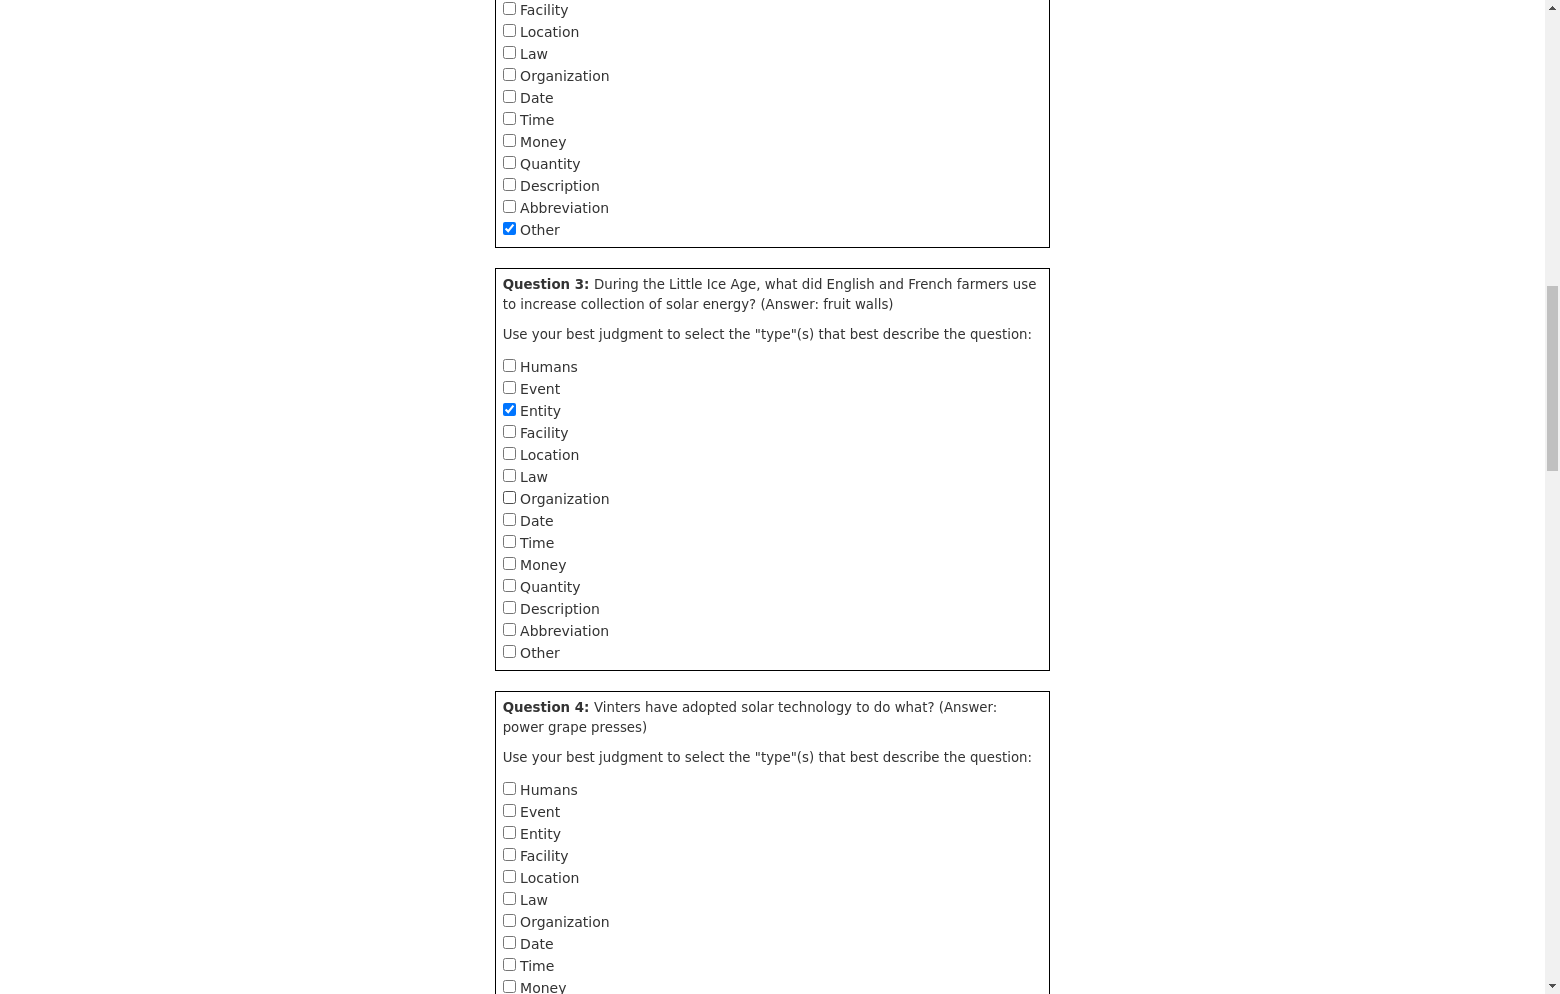 Facility
Location
Law
Organization
Date
Time
Money
Quantity
Description
Abbreviation
Other
Question 3: During the Little Ice Age, what did English and French farmers use
to increase collection of solar energy? (Answer: fruit walls)
Use your best judgment to select the "type"(s) that best describe the question:
Humans
Event
Entity
Facility
Location
Law
Organization
Date
Time
Money
Quantity
Description
Abbreviation
Other
Question 4: Vinters have adopted solar technology to do what? (Answer:
power grape presses)
Use your best judgment to select the "type"(s) that best describe the question:
Humans
Event
Entity
Facility
Location
Law
Organization
Date
Time
Money